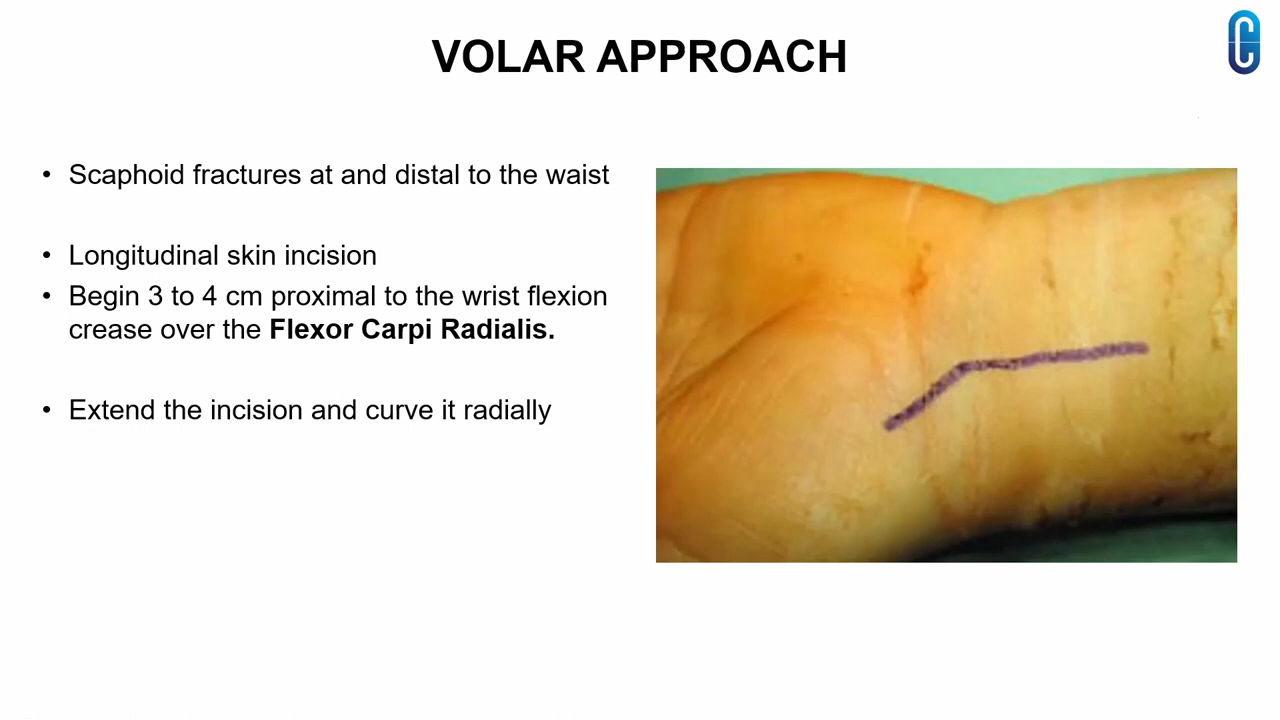 VOLAR APPROACH
• Scaphoid fractures at and distal to the waist
• Longitudinal skin incision
• Begin 3 to 4 cm proximal to the wrist flexion
crease over the Flexor Carpi Radialis.
• Extend the incision and curve it radially